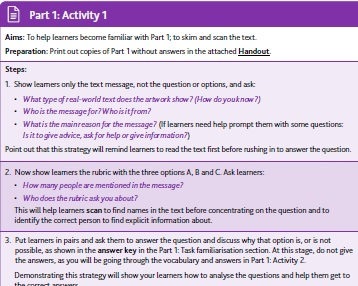 Part 1: Activity 1
Aims: To help learners become familiar with Part 1; to skim and scan the text.
Preparation: Print out copies of Part 1 without answers in the attached Handout.
Steps:
1. Show learners only the text message, not the question or options, and ask:
• What type of real-world text does the artwork show? (How do you know?)
• Who is the message for? Who is it from?
• What is the main reason for the message? (If learners need help prompt them with some questions:
Is it to give advice, ask for help or give information?)
Point out that this strategy will remind learners to read the text first before rushing in to answer the question.
2. Now show learners the rubric with the three options A, B and C. Ask learners:
• How many people are mentioned in the message?
• Who does the rubric ask you about?
This will help learners scan to find names in the text before concentrating on the question and to
identify the correct person to find explicit information about.
3. Put learners in pairs and ask them to answer the question and discuss why that option is, or is not
possible, as shown in the answer key in the Part 1: Task familiarisation section. At this stage, do not give
the answers, as you will be going through the vocabulary and answers in Part 1: Activity 2.
Demonstrating this strategy will show your learners how to analyse the questions and help them get to
the correct answers.